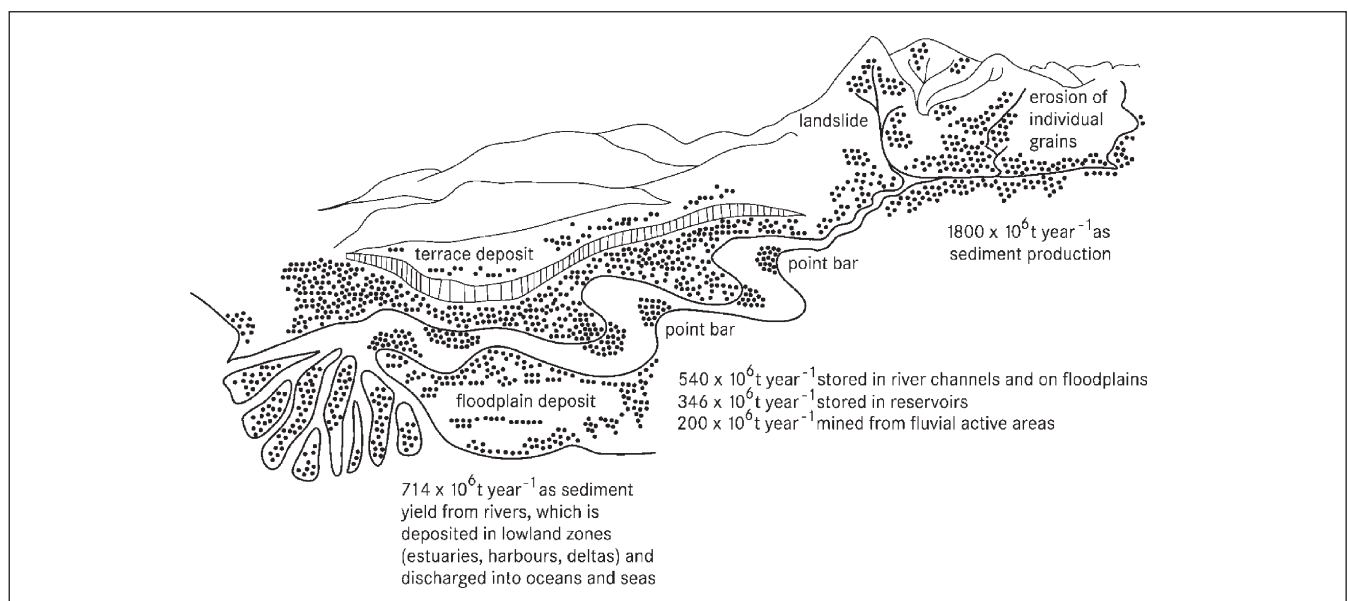 landslide
erosion of
individual
grains
1800 x 10⁶t year⁻¹as
sediment production
terrace deposit
point bar
point bar
540 x 10⁶t year⁻¹stored in river channels and on floodplains
346 x 10⁶t year⁻¹stored in reservoirs
200 x 10⁶t year⁻¹mined from fluvial active areas
floodplain deposit
714 x 10⁶t year⁻¹as sediment
yield from rivers, which is
deposited in lowland zones
(estuaries, harbours, deltas) and
discharged into oceans and seas